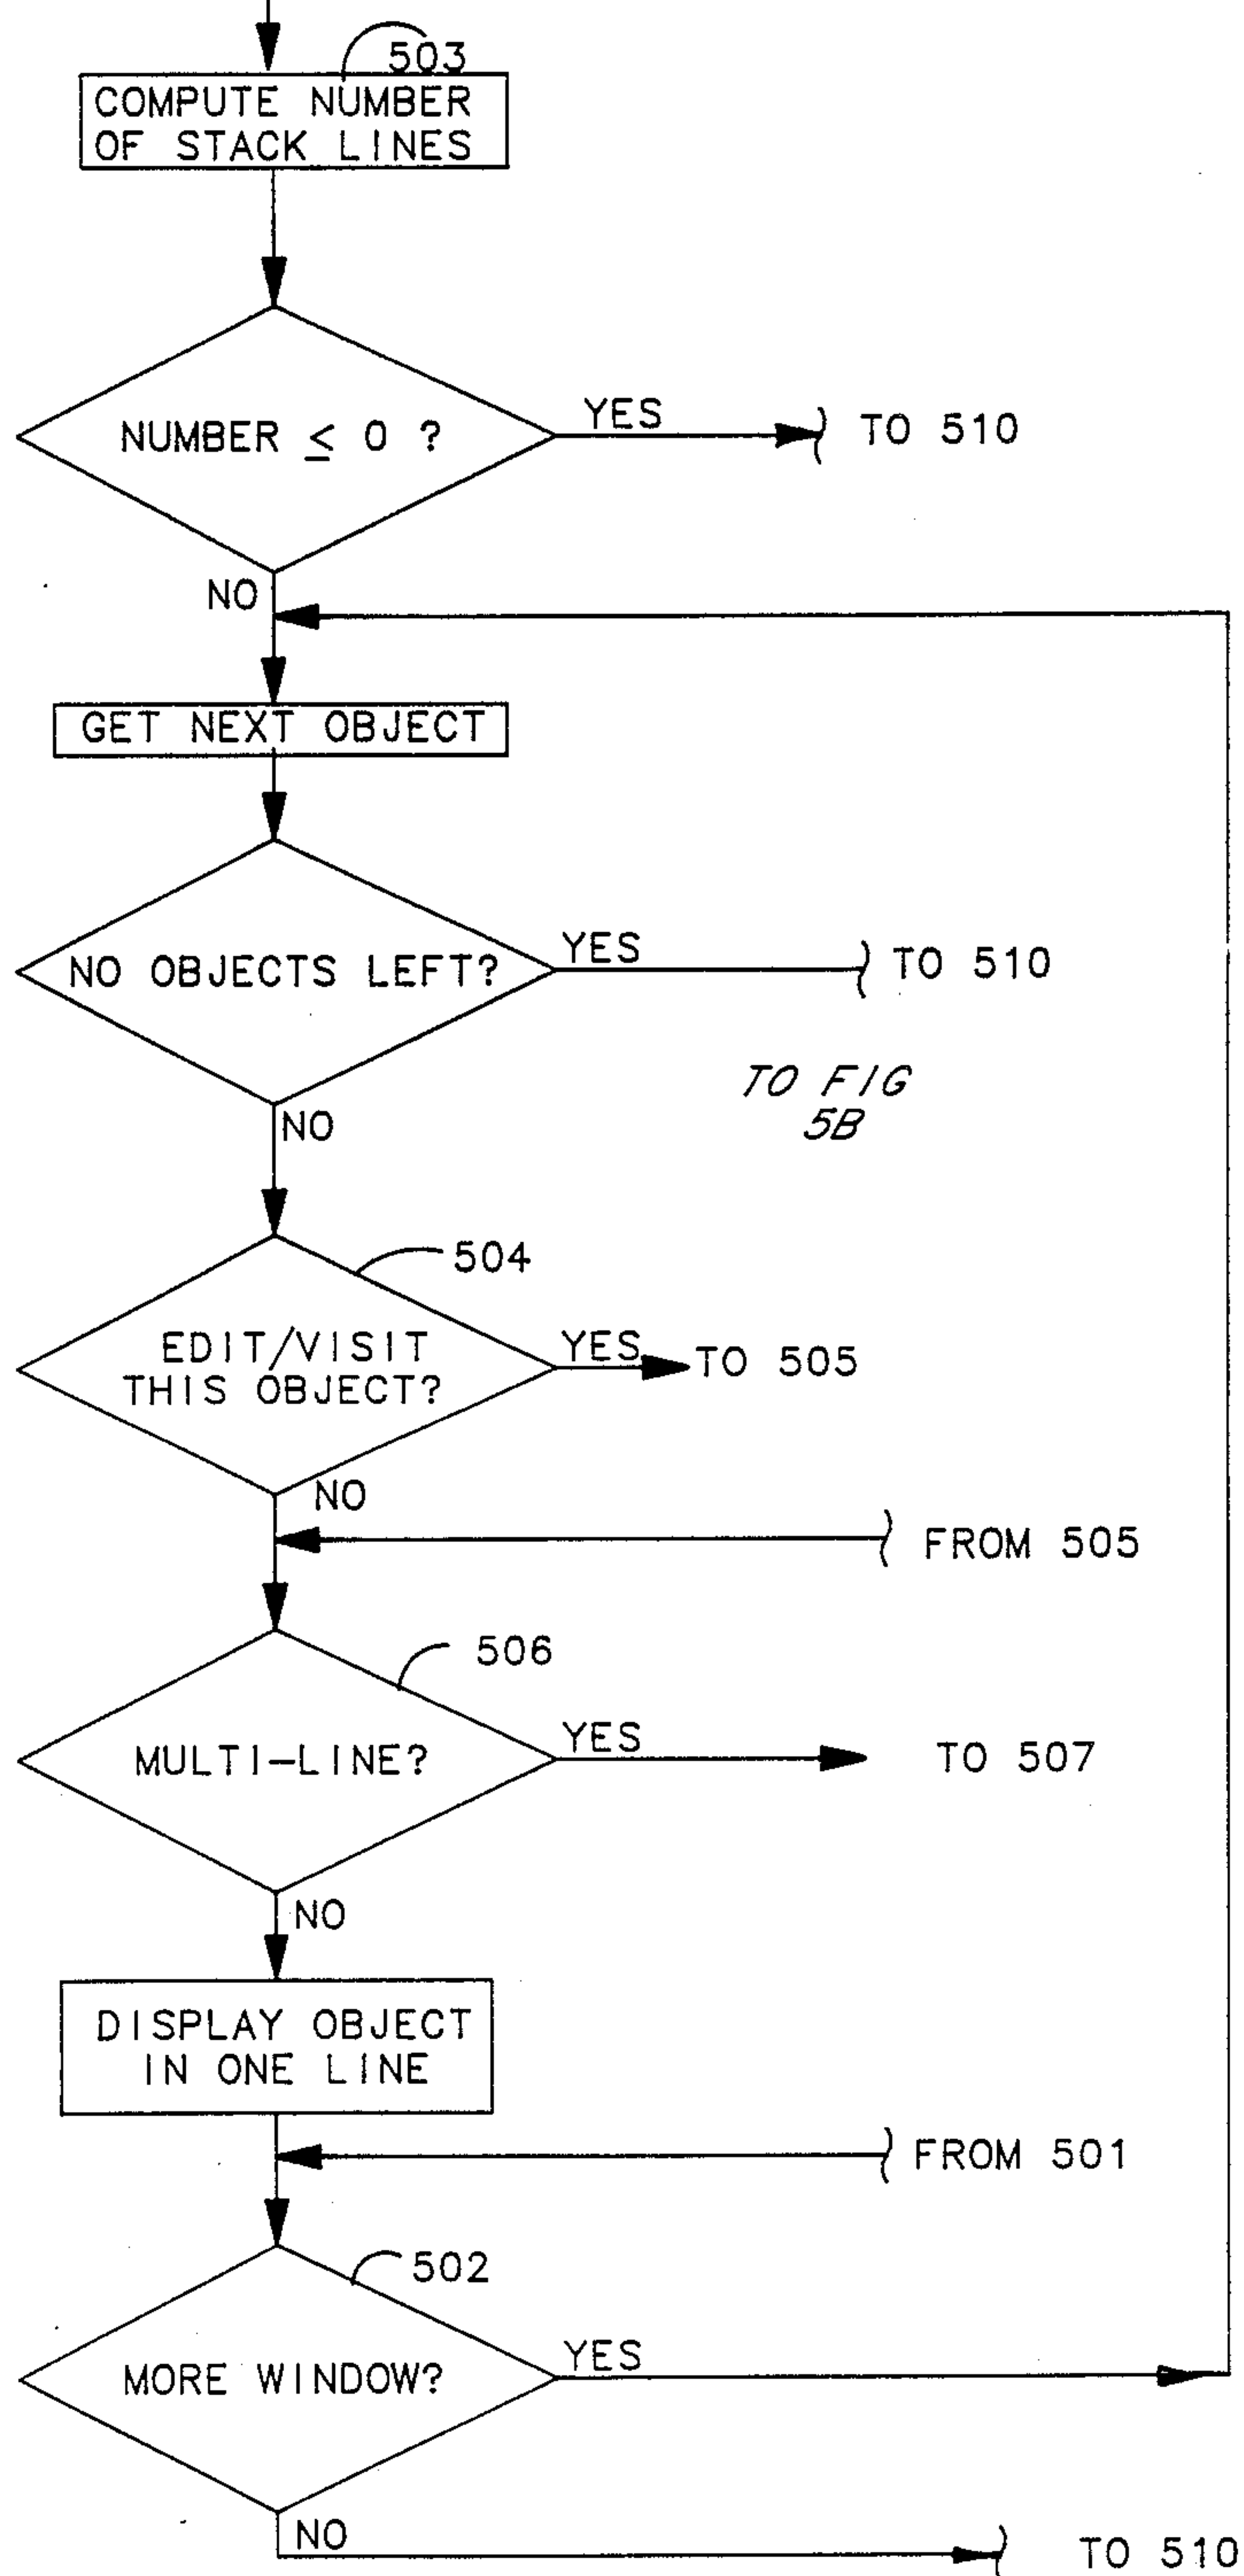 503
COMPUTE NUMBER
OF STACK LINES
NUMBER ≤ 0 ?
YES
TO 510
NO
GET NEXT OBJECT
NO OBJECTS LEFT?
YES
TO 510
TO FIG
5B
NO
504
EDIT/VISIT
THIS OBJECT?
YES
TO 505
NO
FROM 505
506
MULTI-LINE?
YES
TO 507
NO
DISPLAY OBJECT
IN ONE LINE
FROM 501
502
MORE WINDOW?
YES
NO
TO 510